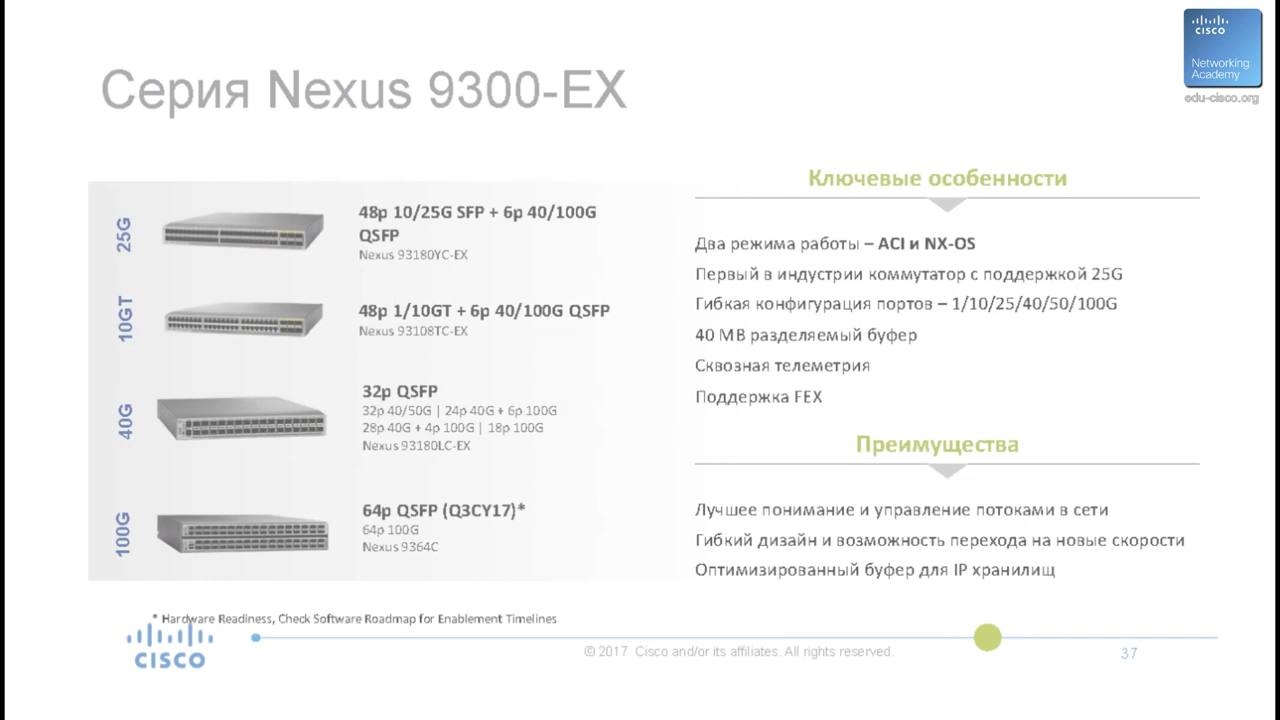 CISCO
Networking
Academy
edu-cisco.org
Серия Nexus 9300-EX
25G
48p 10/25G SFP + 6p 40/100G
QSFP
Nexus 93180YC-EX
10GT
48p 1/10GT + 6p 40/100G QSFP
Nexus 93108TC-EX
40G
32p QSFP
32p 40/50G | 24p 40G + 6p 100G
28p 40G + 4p 100G | 18p 100G
Nexus 93180LC-EX
100G
64p QSFP (Q3CY17)*
64p 100G
Nexus 9364C
Ключевые особенности
Два режима работы – ACI и NX-OS
Первый в индустрии коммутатор с поддержкой 25G
Гибкая конфигурация портов – 1/10/25/40/50/100G
40 MB разделяемый буфер
Сквозная телеметрия
Поддержка FEX
Преимущества
Лучшее понимание и управление потоками в сети
Гибкий дизайн и возможность перехода на новые скорости
Оптимизированный буфер для IP хранилищ
* Hardware Readiness, Check Software Roadmap for Enablement Timelines
CISCO
© 2017 Cisco and/or its affiliates. All rights reserved.
37